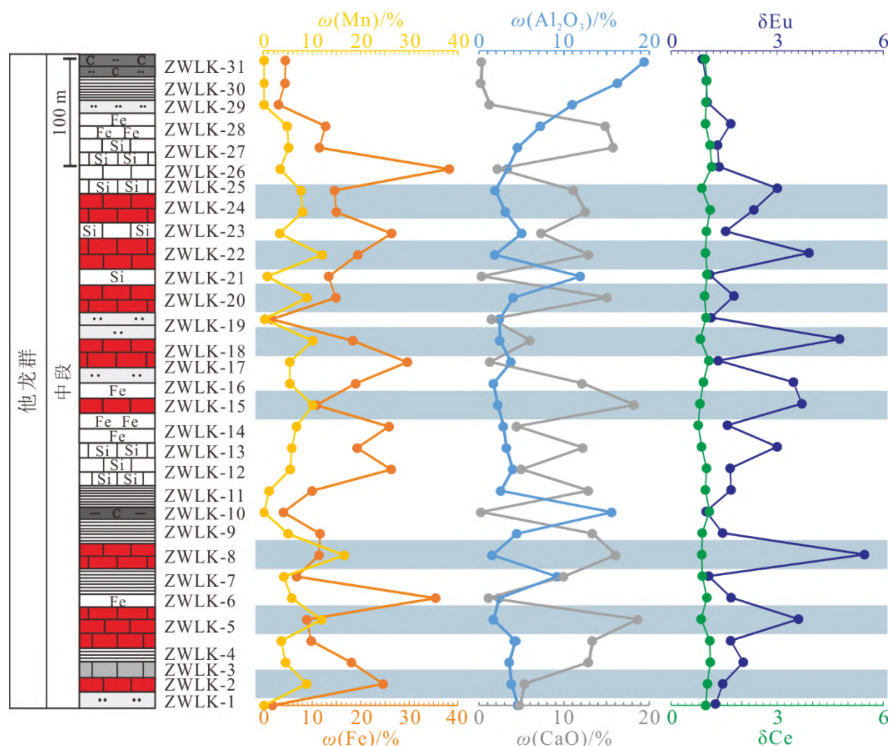 ω(Mn)/%
0 10 20 30 40
ω(Al₂O₃)/%
0 10 20
δEu
0 3 6
他龙群
中段
100 m
C C
C
Fe
Fe Fe
Si
Si Si
Si Si
Si Si
Si
Fe
Fe Fe
Fe
Si Si
Si
Si Si
C
Fe
ZWLK-31
ZWLK-30
ZWLK-29
ZWLK-28
ZWLK-27
ZWLK-26
ZWLK-25
ZWLK-24
ZWLK-23
ZWLK-22
ZWLK-21
ZWLK-20
ZWLK-19
ZWLK-18
ZWLK-17
ZWLK-16
ZWLK-15
ZWLK-14
ZWLK-13
ZWLK-12
ZWLK-11
ZWLK-10
ZWLK-9
ZWLK-8
ZWLK-7
ZWLK-6
ZWLK-5
ZWLK-4
ZWLK-3
ZWLK-2
ZWLK-1
0 10 20 30 40
ω(Fe)/%
0 10 20
ω(CaO)/%
0 3 6
δCe